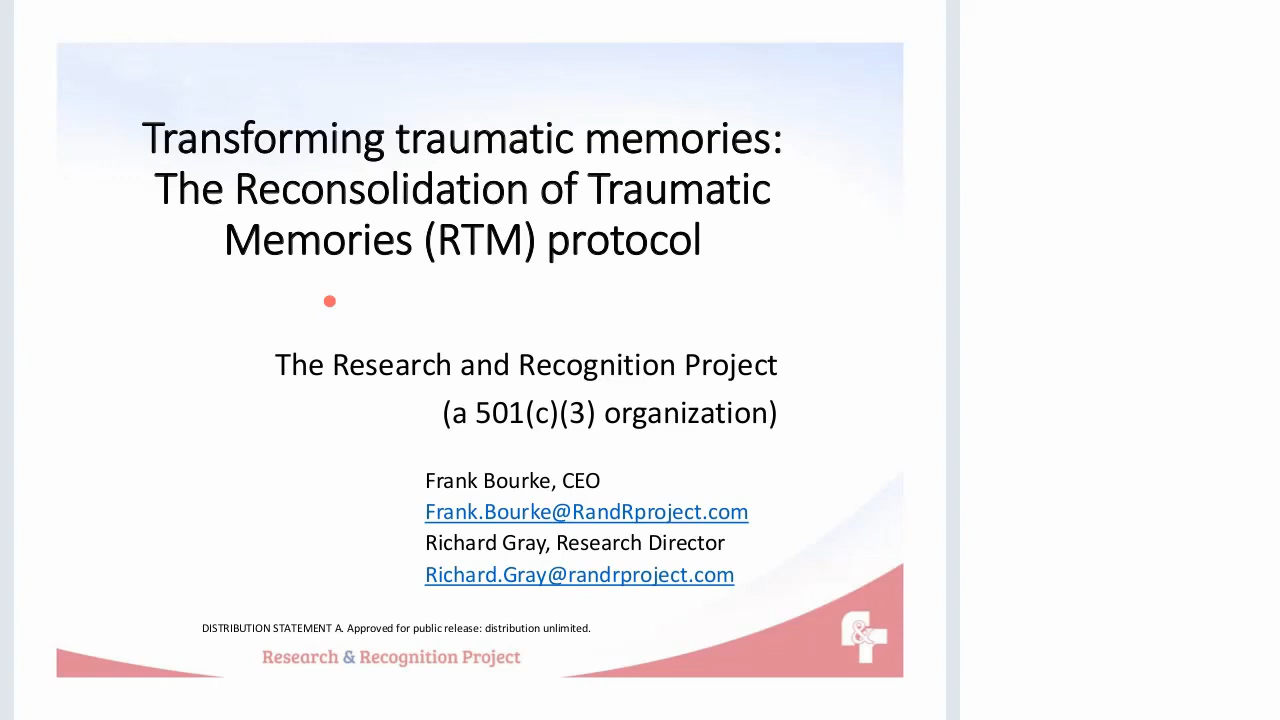 Transforming traumatic memories:
The Reconsolidation of Traumatic
Memories (RTM) protocol
The Research and Recognition Project
(a 501(c)(3) organization)
Frank Bourke, CEO
Frank.Bourke@RandRproject.com
Richard Gray, Research Director
Richard.Gray@randrproject.com
DISTRIBUTION STATEMENT A. Approved for public release: distribution unlimited.
Research & Recognition Project